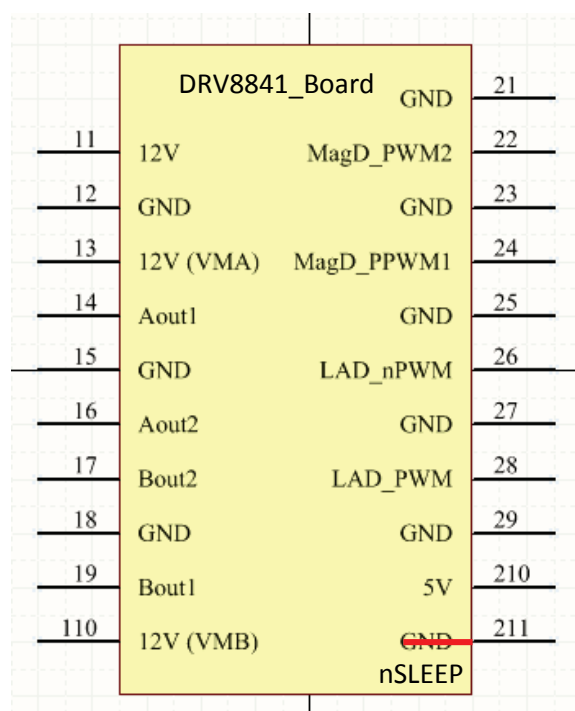 DRV8841_Board
GND 21
11 12V MagD_PWM2 22
12 GND GND 23
13 12V (VMA) MagD_PPWM1 24
14 Aout1 GND 25
15 GND LAD_nPWM 26
16 Aout2 GND 27
17 Bout2 LAD_PWM 28
18 GND GND 29
19 Bout1 5V 210
110 12V (VMB) GND 211
nSLEEP